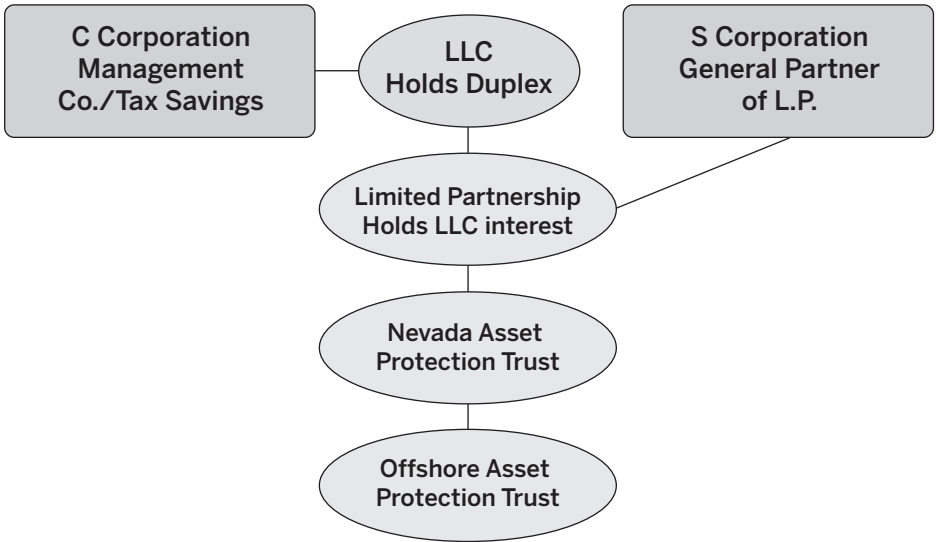 C Corporation
Management
Co./Tax Savings
LLC
Holds Duplex
S Corporation
General Partner
of L.P.
Limited Partnership
Holds LLC interest
Nevada Asset
Protection Trust
Offshore Asset
Protection Trust